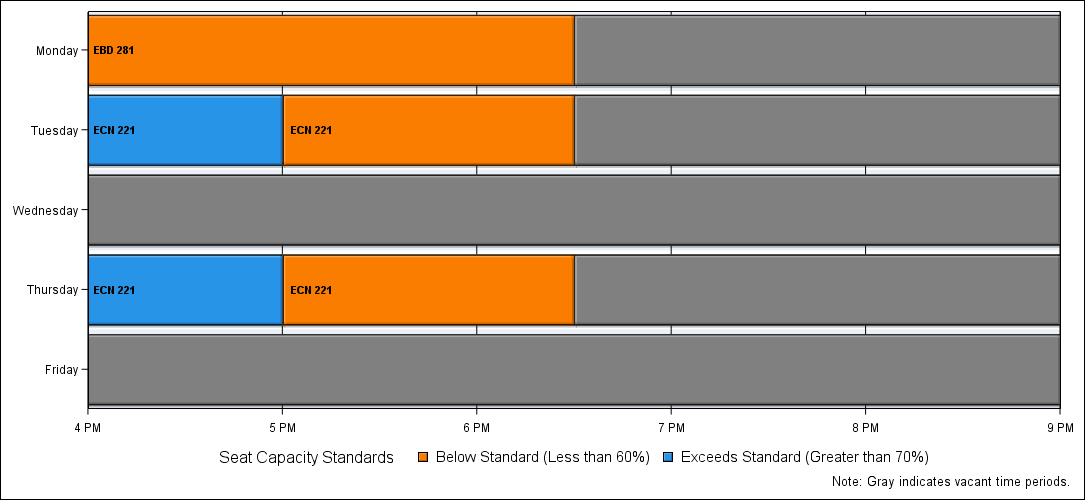 Monday
EBD 281
Tuesday
ECN 221 ECN 221
Wednesday
Thursday
ECN 221 ECN 221
Friday
4 PM 5 PM 6 PM 7 PM 8 PM 9 PM
Seat Capacity Standards Below Standard (Less than 60%) Exceeds Standard (Greater than 70%)
Note: Gray indicates vacant time periods.